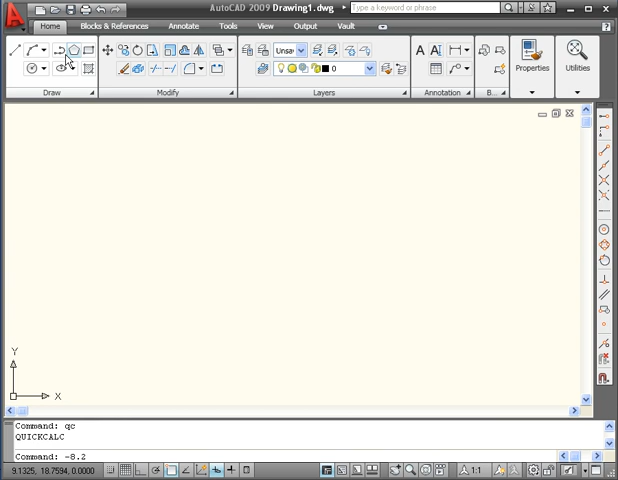 AutoCAD 2009 Drawing1.dwg
Type a keyword or phrase
Home Blocks & References Annotate Tools View Output Vault
Unsa
0
Properties
Utilities
Draw Modify Layers Annotation B...
Y
X
Command: qc
QUICKCALC
Command: -8.2
9.1325, 18.7594, 0.0000
1:1